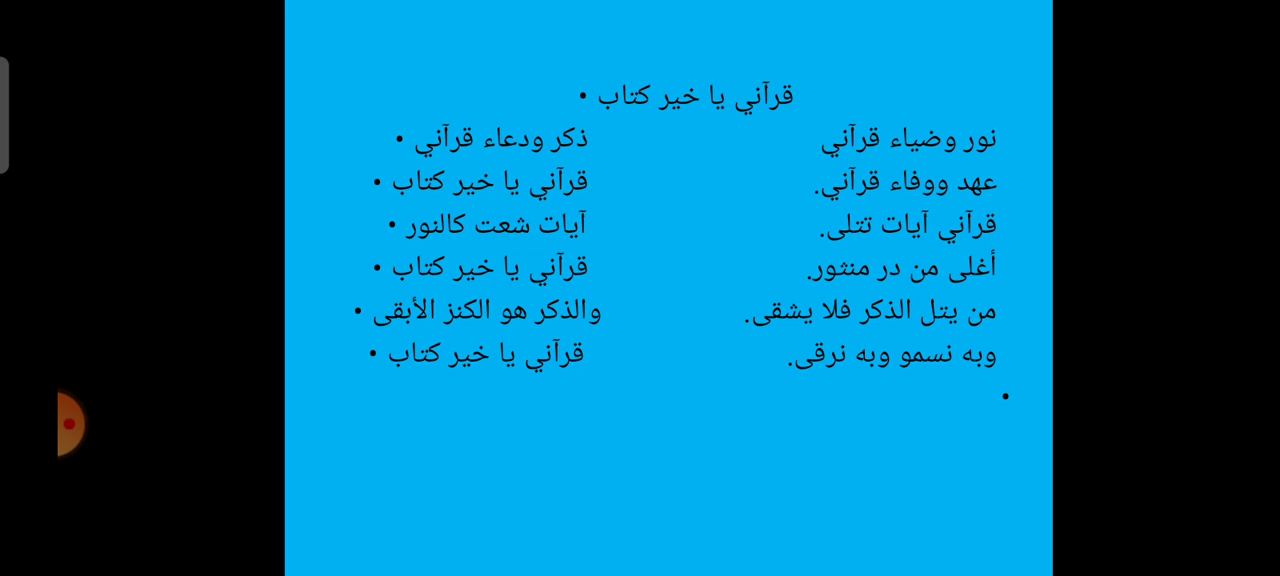 قرآني يا خير كتاب •
نور وضياء قرآني ذكر ودعاء قرآني •
عهد ووفاء قرآني. قرآني يا خير كتاب •
قرآني آيات تتلى. آيات شعت كالنور •
أغلى من در منثور. قرآني يا خير كتاب •
من يتل الذكر فلا يشقى. والذكر هو الكنز الأبقى •
وبه نسمو وبه نرقى. قرآني يا خير كتاب •
•